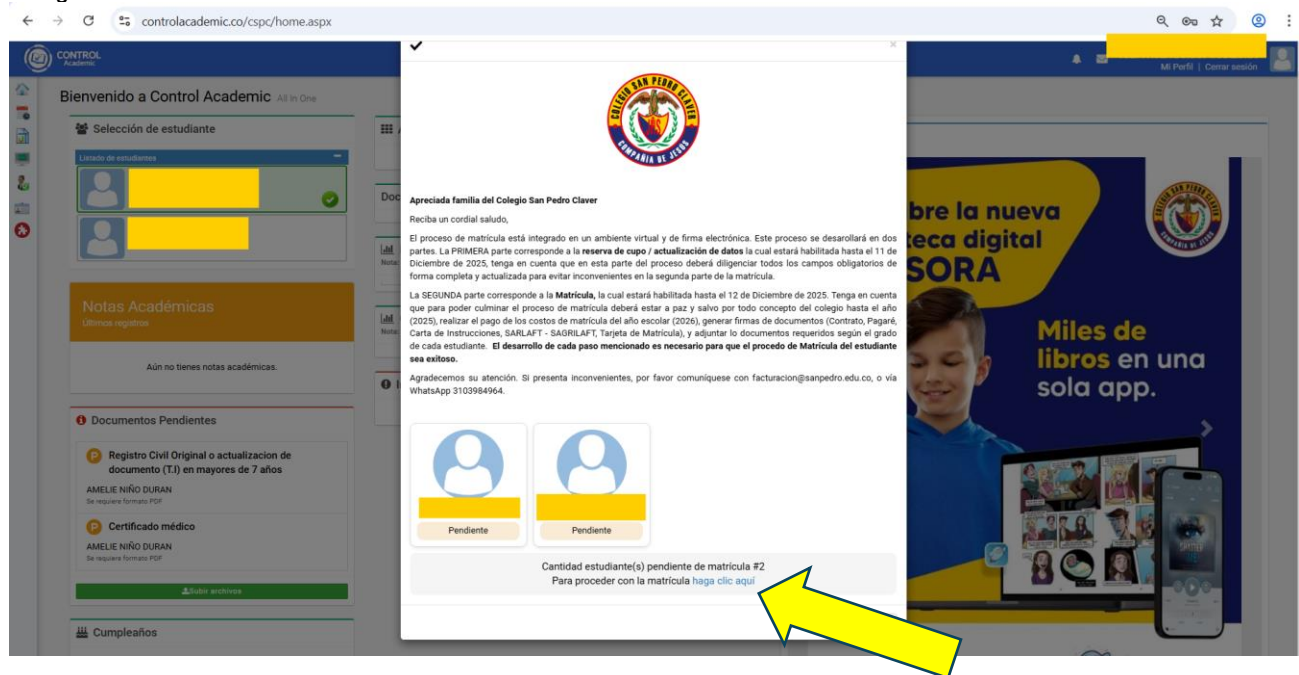 controlacademic.co/cspc/home.aspx
CONTROL
Academic
Mi Perfil | Cerrar sesión
Bienvenido a Control Academic All In One
Selección de estudiante
Listado de estudiantes
Notas Académicas
Últimos registros
Aún no tienes notas académicas.
Documentos Pendientes
P Registro Civil Original o actualizacion de
documento (T.I) en mayores de 7 años
AMELIE NIÑO DURAN
Se requiere formato PDF
P Certificado médico
AMELIE NIÑO DURAN
Se requiere formato PDF
Subir archivos
Cumpleaños
Doc
Nota:
Nota:
COLEGIO SAN PEDRO CLAVER
COMPAÑIA DE JESUS
Apreciada familia del Colegio San Pedro Claver
Reciba un cordial saludo,
El proceso de matrícula está integrado en un ambiente virtual y de firma electrónica. Este proceso se desarollará en dos
partes. La PRIMERA parte corresponde a la reserva de cupo / actualización de datos la cual estará habilitada hasta el 11 de
Diciembre de 2025, tenga en cuenta que en esta parte del proceso deberá diligenciar todos los campos obligatorios de
forma completa y actualizada para evitar inconvenientes en la segunda parte de la matrícula.
La SEGUNDA parte corresponde a la Matrícula, la cual estará habilitada hasta el 12 de Diciembre de 2025. Tenga en cuenta
que para poder culminar el proceso de matrícula deberá estar a paz y salvo por todo concepto del colegio hasta el año
(2025), realizar el pago de los costos de matrícula del año escolar (2026), generar firmas de documentos (Contrato, Pagaré,
Carta de Instrucciones, SARLAFT - SAGRILAFT, Tarjeta de Matrícula), y adjuntar lo documentos requeridos según el grado
de cada estudiante. El desarrollo de cada paso mencionado es necesario para que el procedo de Matricula del estudiante
sea exitoso.
Agradecemos su atención. Si presenta inconvenientes, por favor comuníquese con facturacion@sanpedro.edu.co, o vía
WhatsApp 3103984964.
Pendiente
Pendiente
Cantidad estudiante(s) pendiente de matrícula #2
Para proceder con la matrícula haga clic aquí
bre la nueva
teca digital
SORA
Miles de
libros en una
sola app.